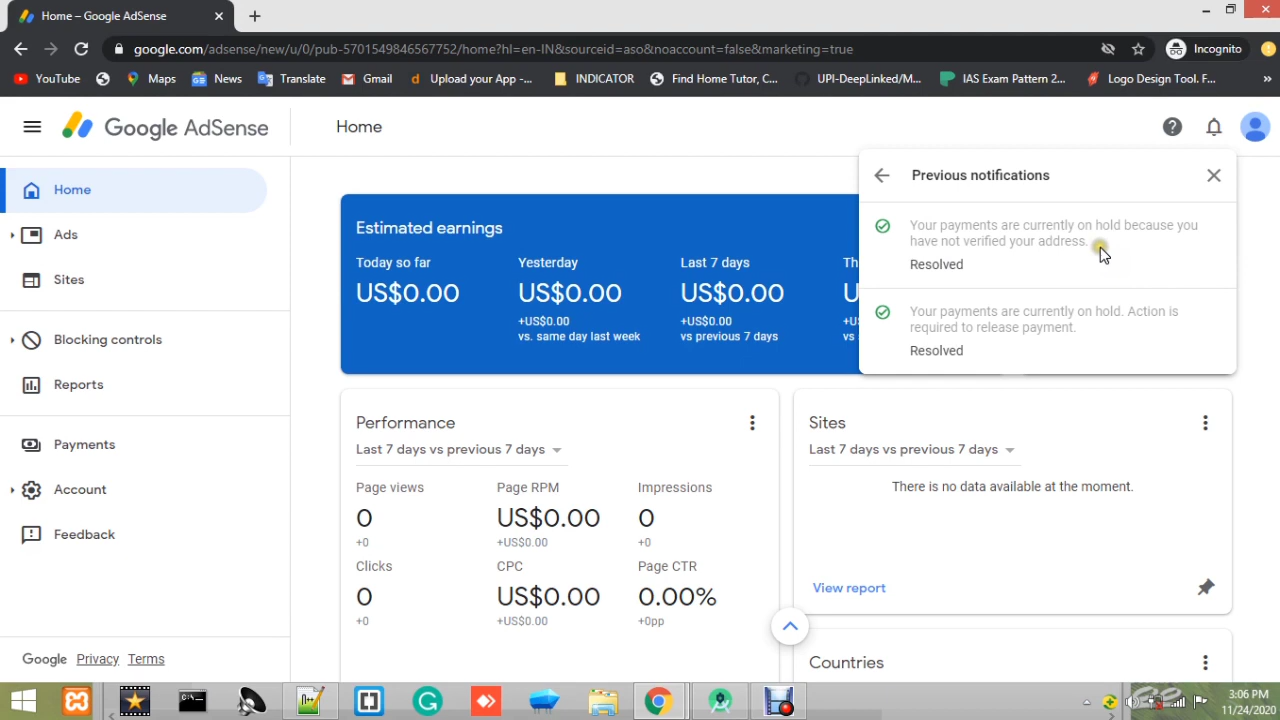 Home – Google AdSense
google.com/adsense/new/u/0/pub-5701549846567752/home?hl=en-IN&sourceid=aso&noaccount=false&marketing=true
Incognito
YouTube
Maps
News
Translate
Gmail
Upload your App -...
INDICATOR
Find Home Tutor, C...
UPI-DeepLinked/M...
IAS Exam Pattern 2...
Logo Design Tool. F...
»
Google AdSense
Home
Home
Ads
Sites
Blocking controls
Reports
Payments
Account
Feedback
Google Privacy Terms
Previous notifications
Your payments are currently on hold because you
have not verified your address.
Resolved
Your payments are currently on hold. Action is
required to release payment.
Resolved
Estimated earnings
Today so far
US$0.00
Yesterday
US$0.00
+US$0.00
vs. same day last week
Last 7 days
US$0.00
+US$0.00
vs previous 7 days
Th
U
+US
vs
Performance
Last 7 days vs previous 7 days
Page views
0
+0
Page RPM
US$0.00
+US$0.00
Impressions
0
+0
Clicks
0
+0
CPC
US$0.00
+US$0.00
Page CTR
0.00%
+0pp
Sites
Last 7 days vs previous 7 days
There is no data available at the moment.
View report
Countries
3:06 PM
11/24/2020